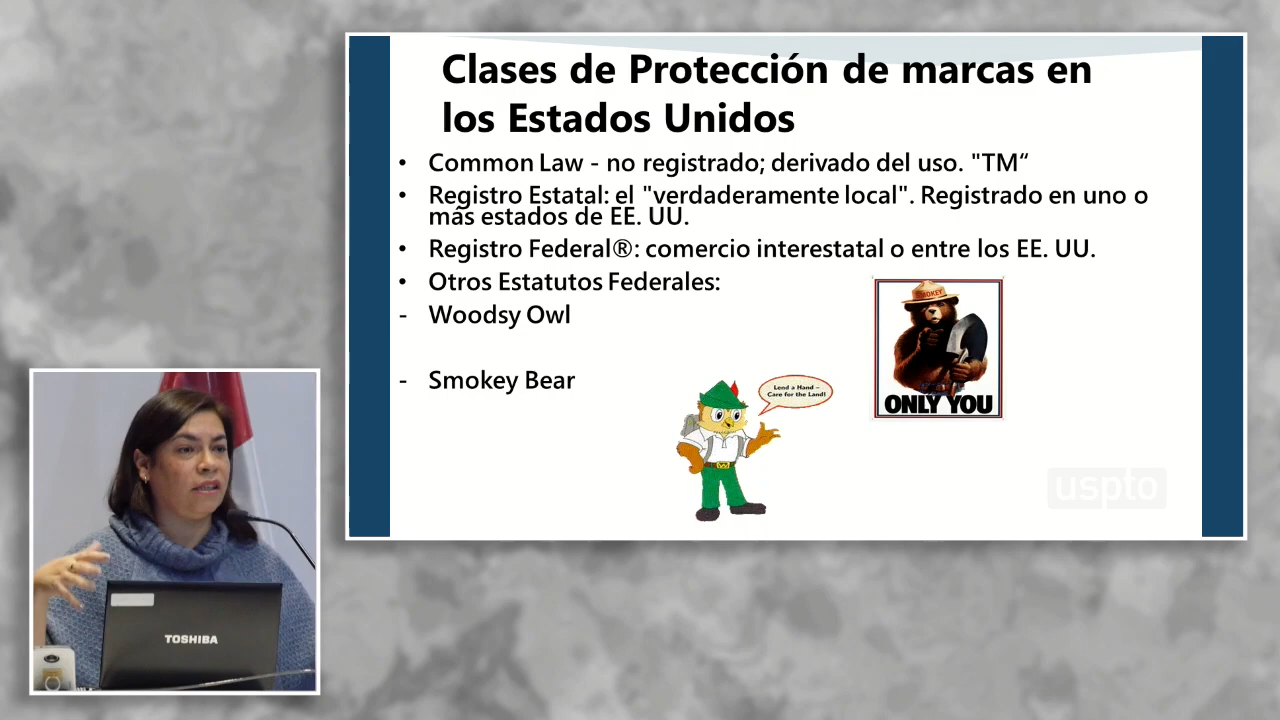 Clases de Protección de marcas en
los Estados Unidos
• Common Law - no registrado; derivado del uso. "TM“
• Registro Estatal: el "verdaderamente local". Registrado en uno o
más estados de EE. UU.
• Registro Federal®: comercio interestatal o entre los EE. UU.
• Otros Estatutos Federales:
- Woodsy Owl
- Smokey Bear
SMOKEY
ONLY YOU
Lend a Hand –
Care for the Land!
uspto
TOSHIBA